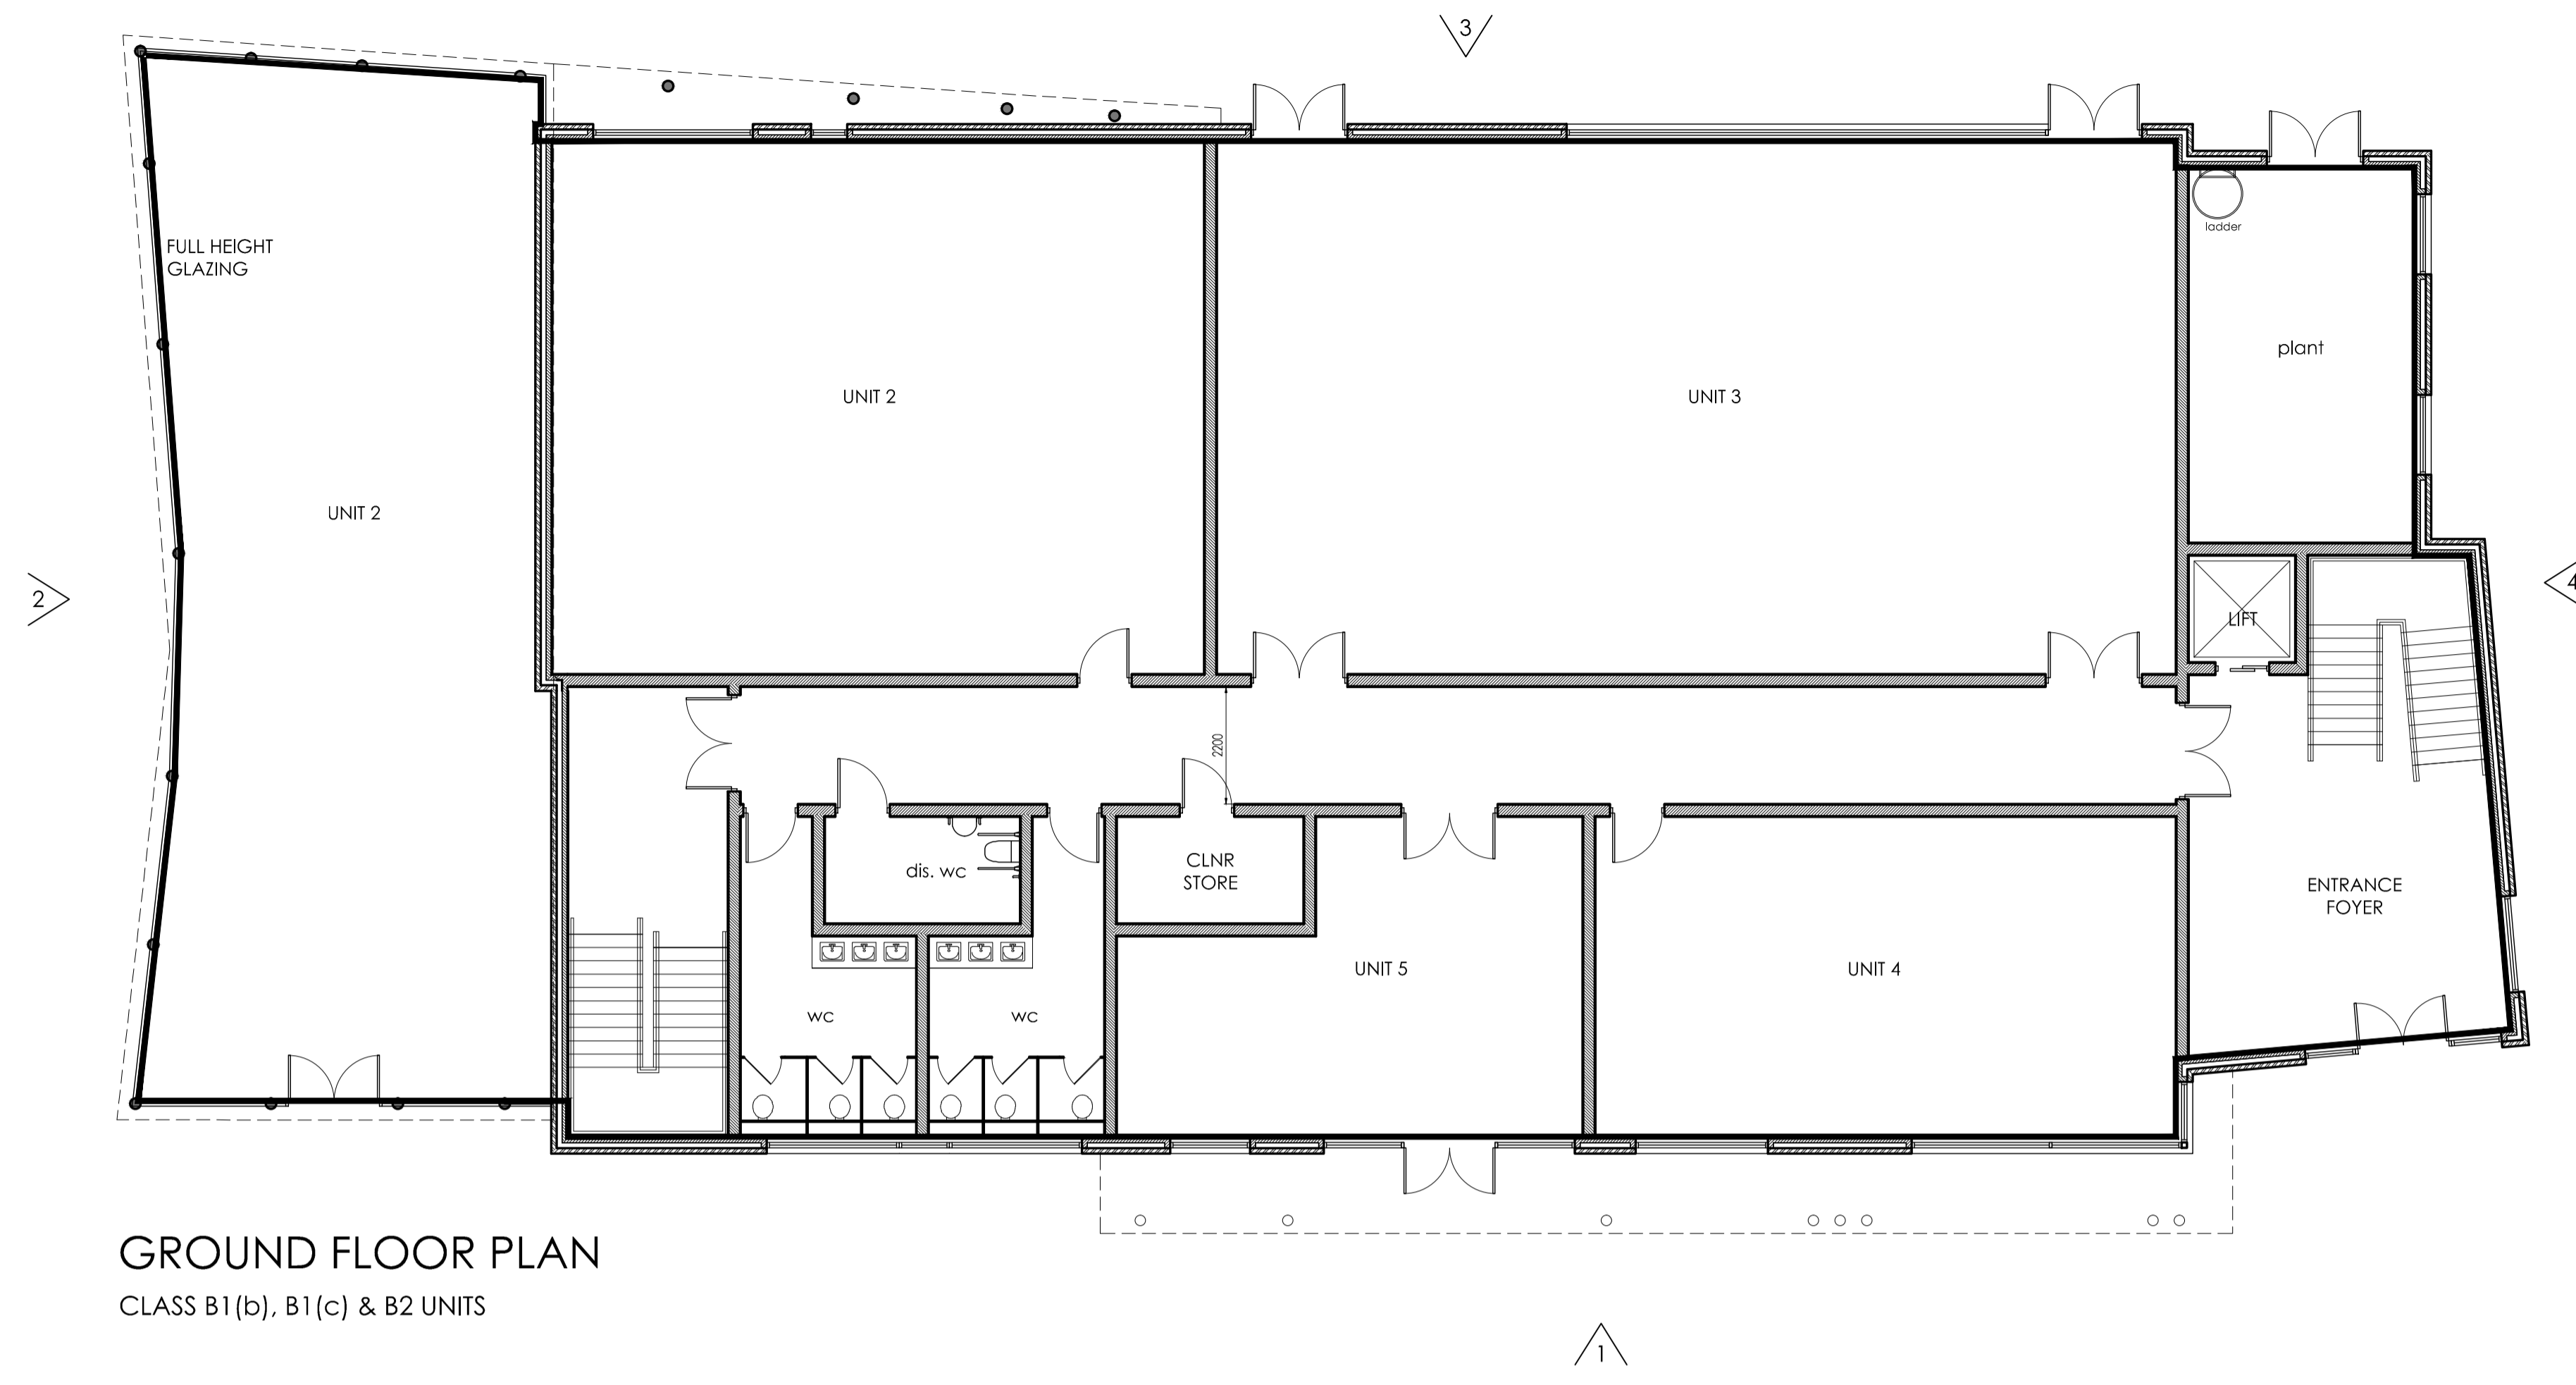 3
FULL HEIGHT
GLAZING
ladder
plant
UNIT 2
UNIT 3
UNIT 2
2
4
LIFT
2200
CLNR
STORE
dis. wc
ENTRANCE
FOYER
UNIT 5
UNIT 4
wc
wc
GROUND FLOOR PLAN
CLASS B1(b), B1(c) & B2 UNITS
1